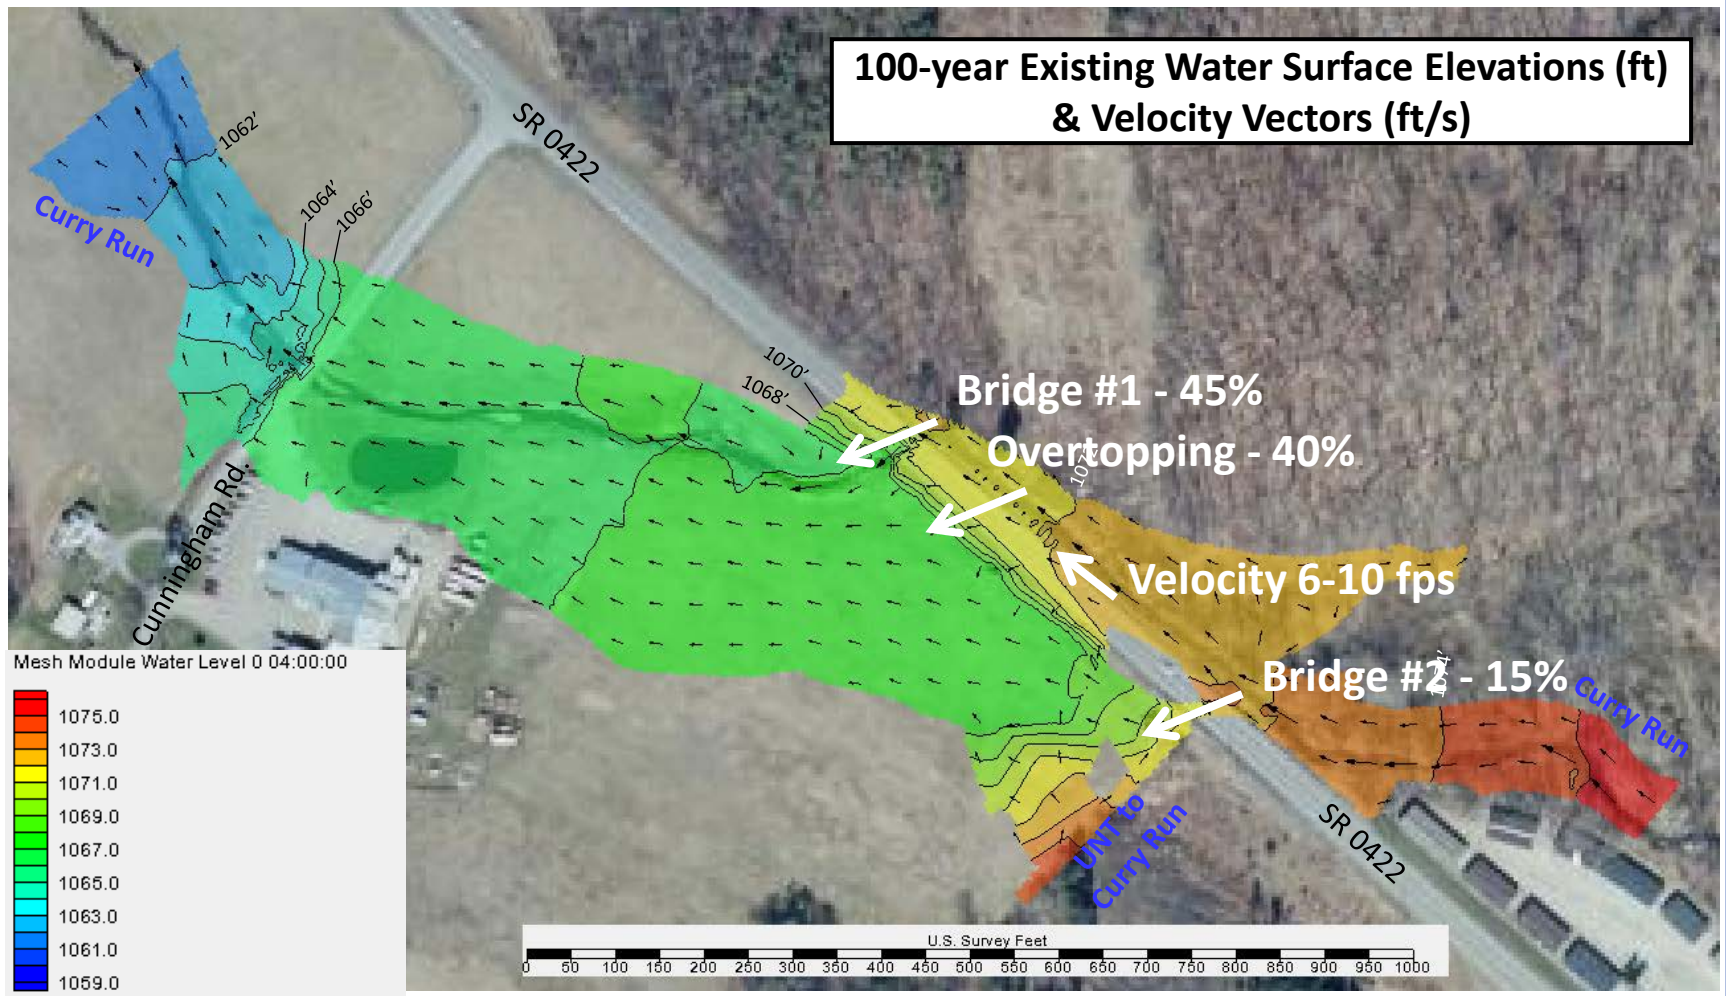 100-year Existing Water Surface Elevations (ft)
& Velocity Vectors (ft/s)
SR 0422
1062'
1064'
1066'
Curry Run
1070'
1068'
Bridge #1 - 45%
Overtopping - 40%
Velocity 6-10 fps
Bridge #2 - 15%
Curry Run
Cunningham Rd.
UNT to
Curry Run
SR 0422
Mesh Module Water Level 0 04:00:00
1075.0
1073.0
1071.0
1069.0
1067.0
1065.0
1063.0
1061.0
1059.0
U.S. Survey Feet
0 50 100 150 200 250 300 350 400 450 500 550 600 650 700 750 800 850 900 950 1000